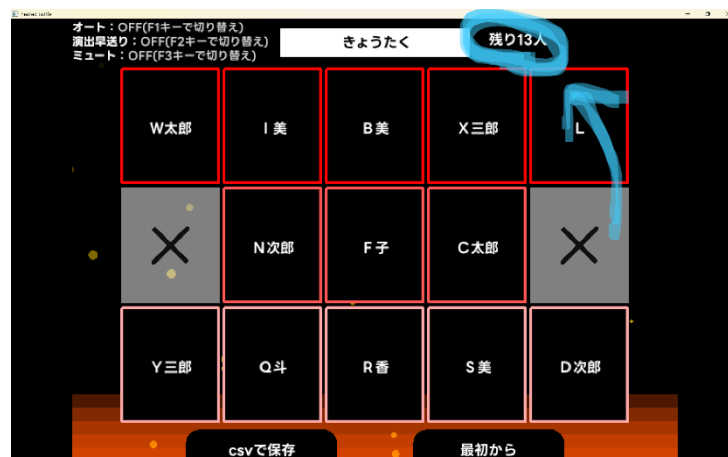 オート：OFF(F1キーで切り替え)
演出早送り：OFF(F2キーで切り替え)
ミュート：OFF(F3キーで切り替え)
きょうたく
残り13人
W太郎 I美 B美 X三郎 L
N次郎 F子 C太郎
Y三郎 Q斗 R香 S美 D次郎
csvで保存 最初から